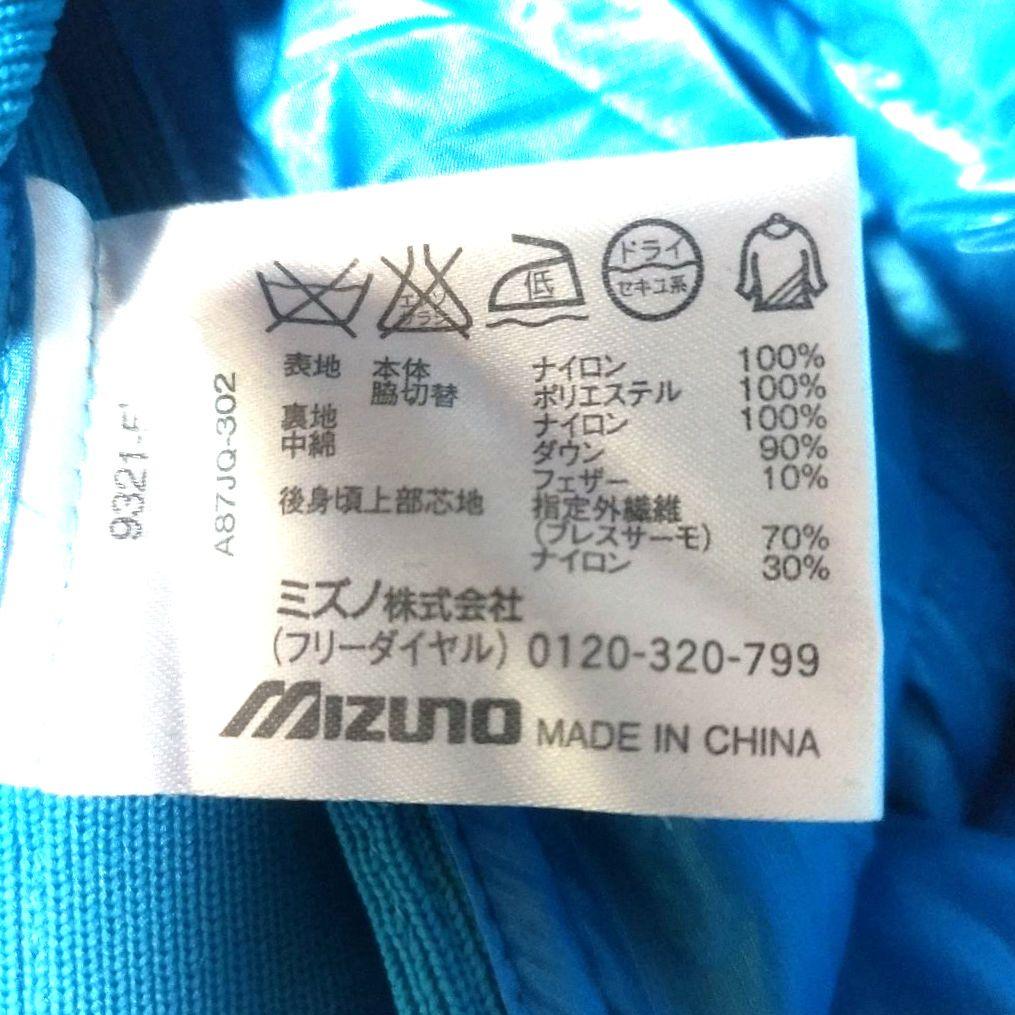 エンソ
フラシ
低
ドライ
セキユ系
表地 本体 ナイロン 100%
脇切替 ポリエステル 100%
裏地 ナイロン 100%
中綿 ダウン 90%
フェザー 10%
後身頃上部芯地 指定外繊維
(ブレスサーモ) 70%
ナイロン 30%
ミズノ株式会社
(フリーダイヤル) 0120-320-799
MIZUNO MADE IN CHINA
A87JQ-302